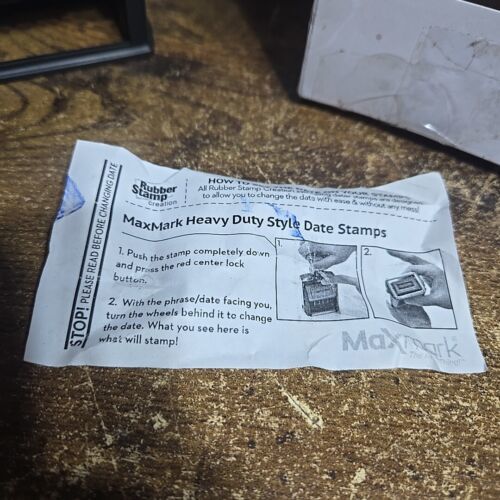 STOP! PLEASE READ BEFORE CHANGING DATE
Rubber
Stamp
Creation
HOW TO
All Rubber Stamp Creation
to allow you to change the date with ease & without any mess!
MaxMark Heavy Duty Style Date Stamps
1. Push the stamp completely down
and press the red center lock
button.
2. With the phrase/date facing you,
turn the wheels behind it to change
the date. What you see here is
what will stamp!
1.
2.
MaXmark